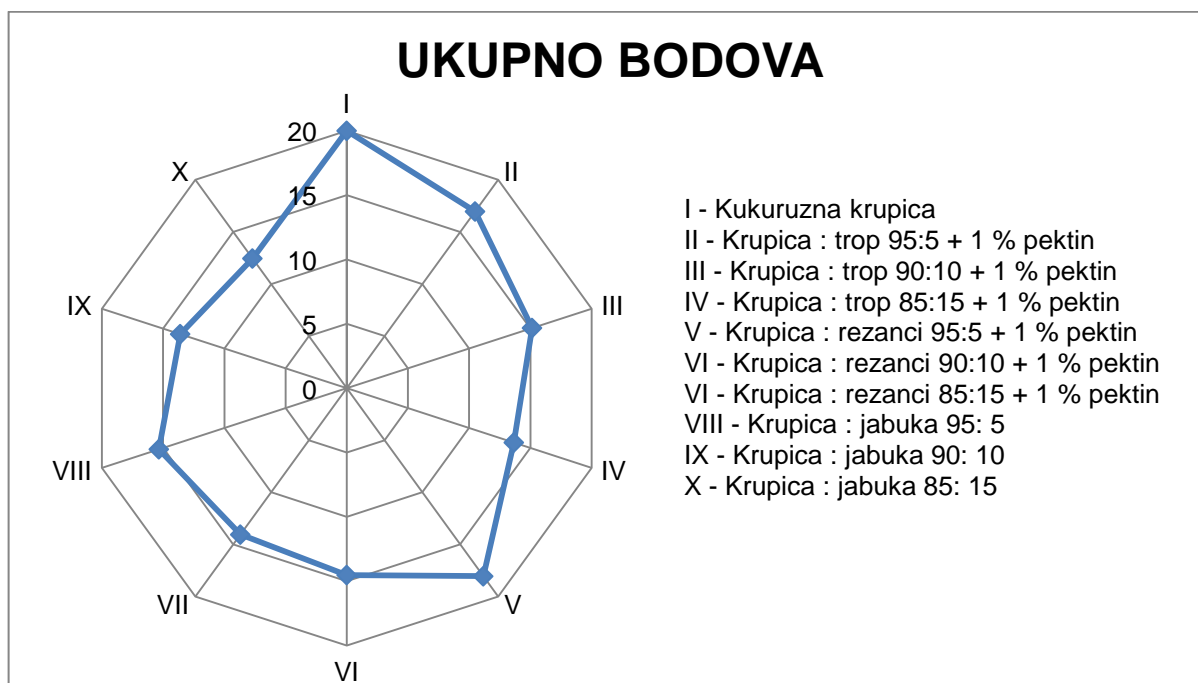 UKUPNO BODOVA
I
20
X
II
15
10
IX
III
5
0
VIII
IV
VII
V
VI
I - Kukuruzna krupica
II - Krupica : trop 95:5 + 1 % pektin
III - Krupica : trop 90:10 + 1 % pektin
IV - Krupica : trop 85:15 + 1 % pektin
V - Krupica : rezanci 95:5 + 1 % pektin
VI - Krupica : rezanci 90:10 + 1 % pektin
VI - Krupica : rezanci 85:15 + 1 % pektin
VIII - Krupica : jabuka 95: 5
IX - Krupica : jabuka 90: 10
X - Krupica : jabuka 85: 15